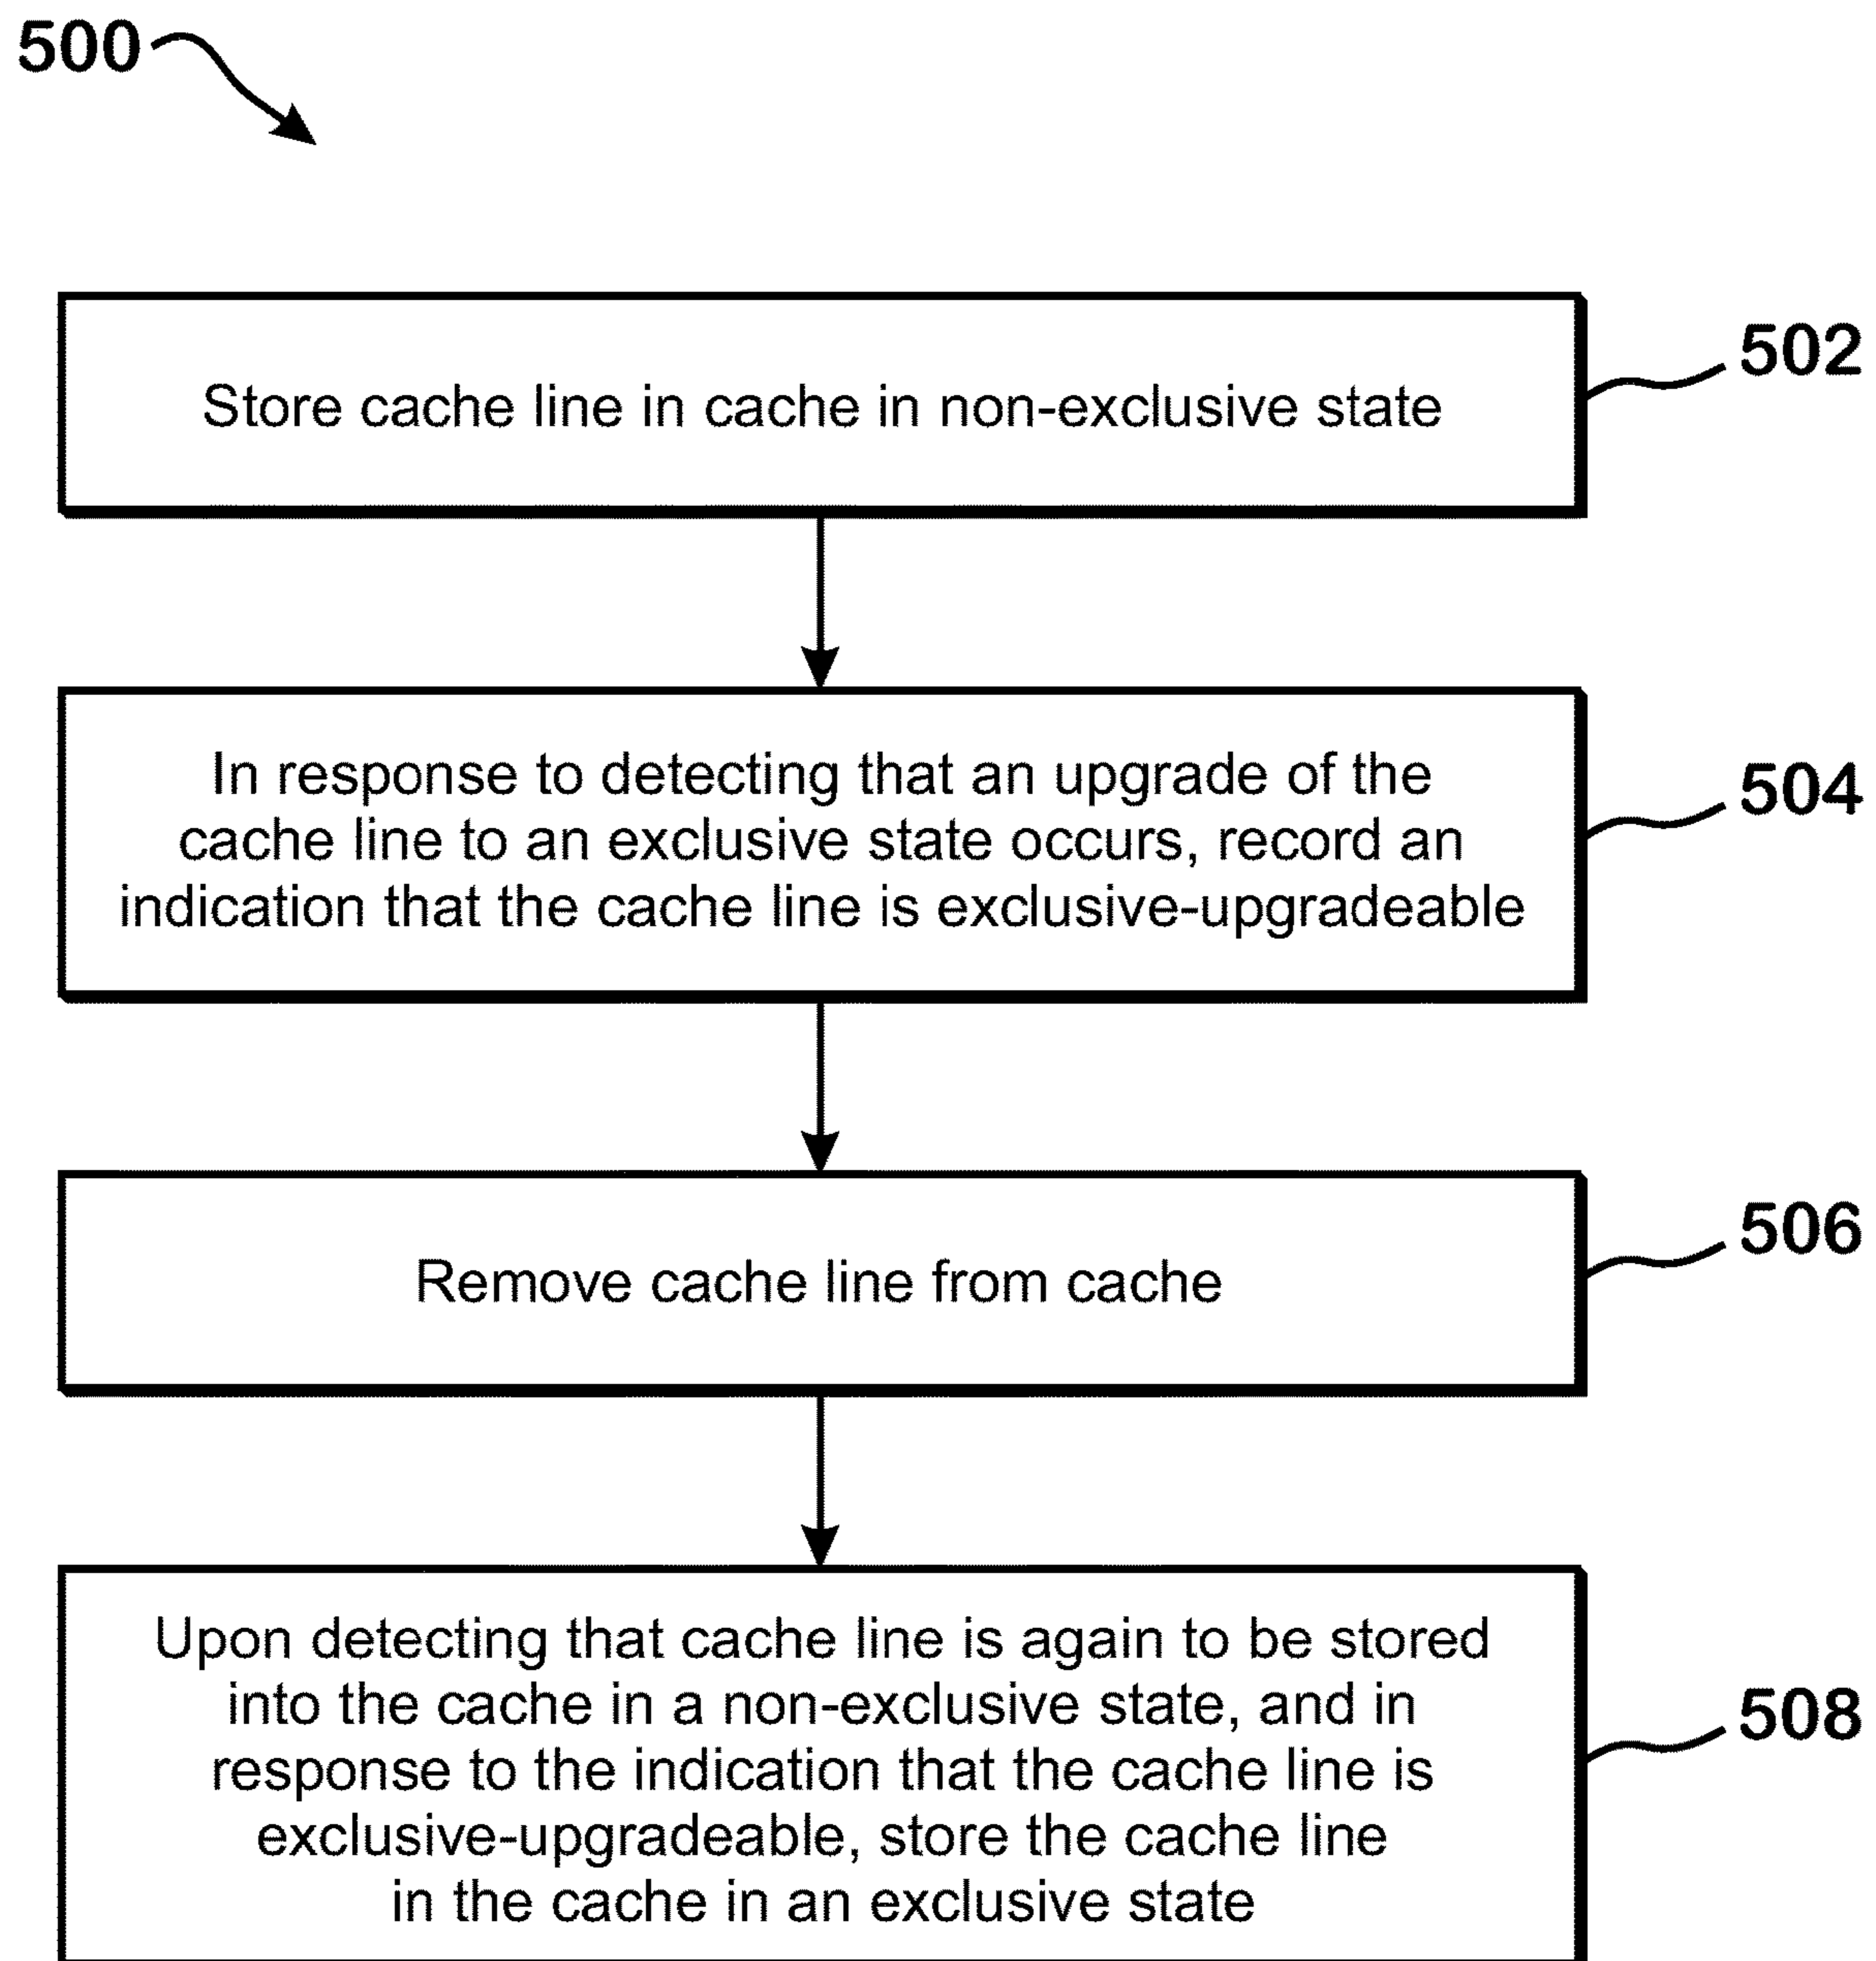 500
Store cache line in cache in non-exclusive state
502
In response to detecting that an upgrade of the
cache line to an exclusive state occurs, record an
indication that the cache line is exclusive-upgradeable
504
Remove cache line from cache
506
Upon detecting that cache line is again to be stored
into the cache in a non-exclusive state, and in
response to the indication that the cache line is
exclusive-upgradeable, store the cache line
in the cache in an exclusive state
508